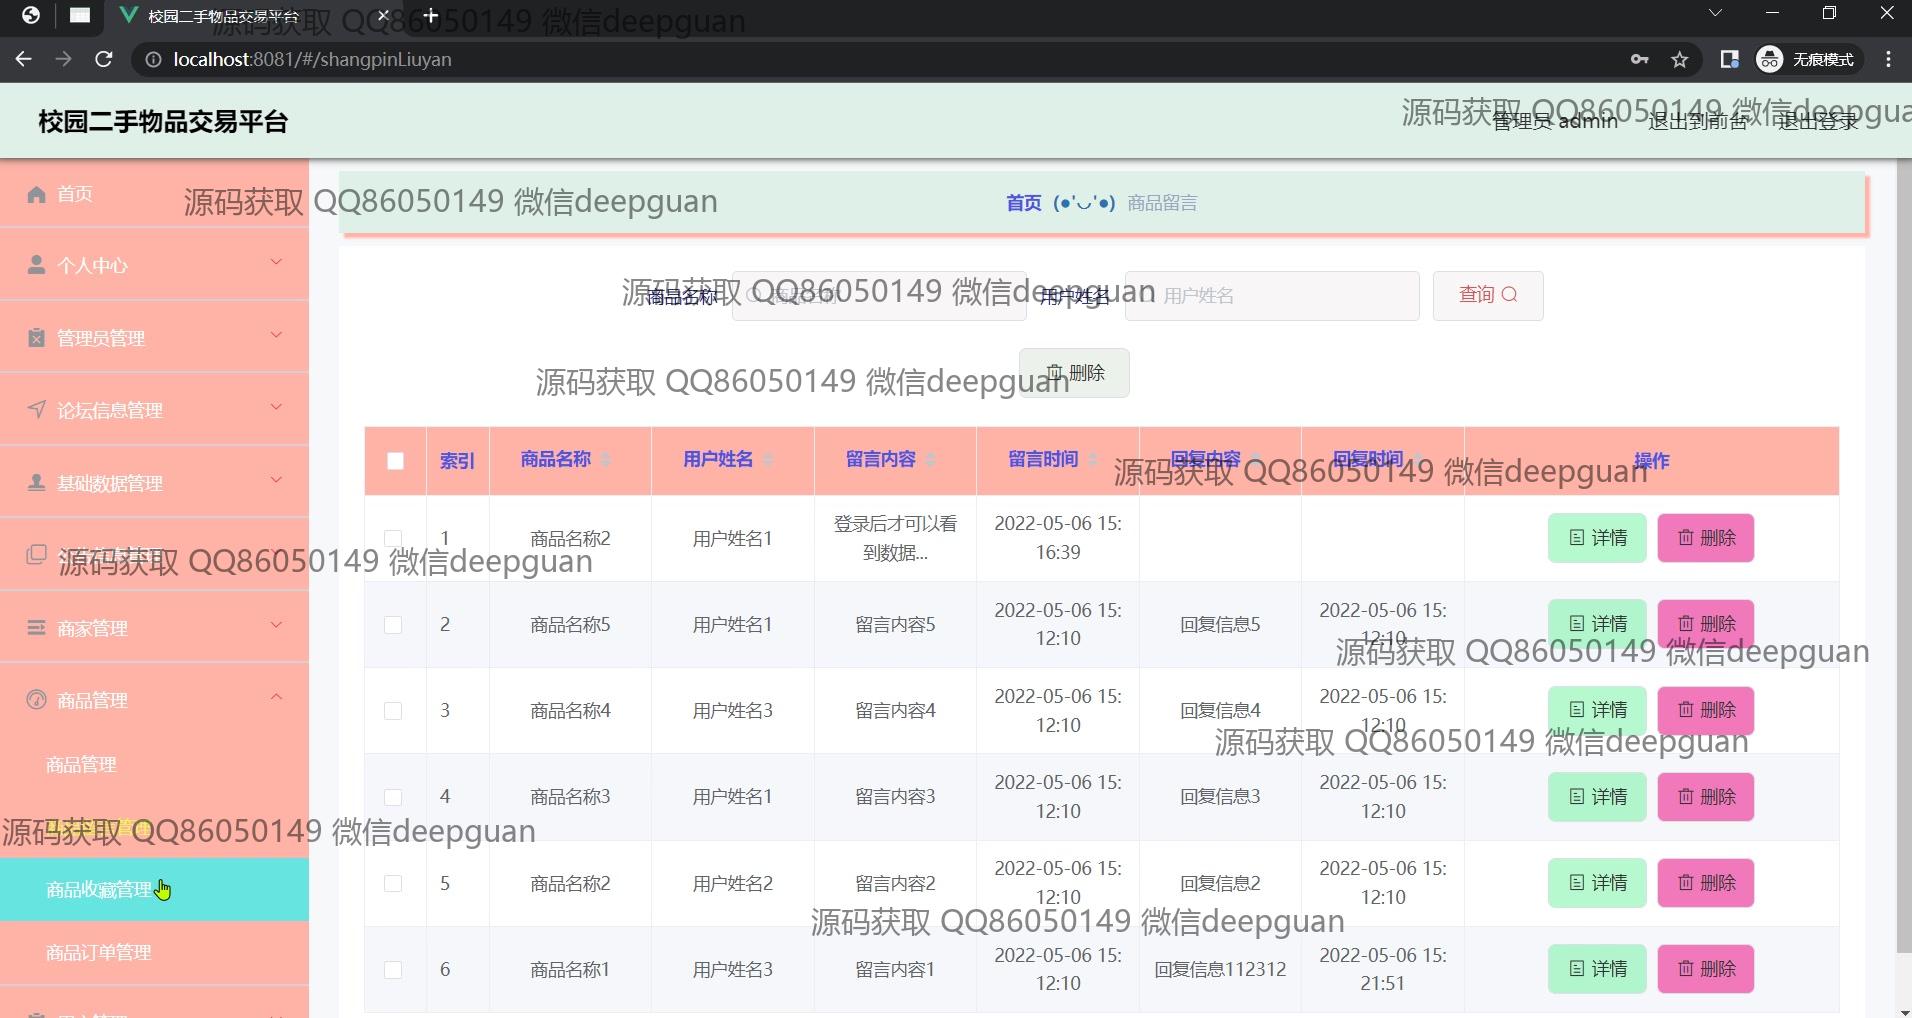 校园二手物品交易平台
源码获取 QQ86050149 微信deepguan
localhost:8081/#/shangpinLiuyan
无痕模式
校园二手物品交易平台
源码获取 QQ86050149 微信deepgua
管理员 admin 退出到前台 退出登录
首页
源码获取 QQ86050149 微信deepguan
首页 (●'◡'●) 商品留言
个人中心
管理员管理
论坛信息管理
基础数据管理
源码获取 QQ86050149 微信deepguan
商家管理
商品管理
商品管理
源码获取 QQ86050149 微信deepguan
商品收藏管理
商品订单管理
商品名称 商品名称 用户姓名 用户姓名 查询
源码获取 QQ86050149 微信deepguan
删除
源码获取 QQ86050149 微信deepguan
索引 商品名称 用户姓名 留言内容 留言时间 回复内容 回复时间 操作
源码获取 QQ86050149 微信deepguan
1 商品名称2 用户姓名1 登录后才可以看到数据... 2022-05-06 15:16:39 详情 删除
2 商品名称5 用户姓名1 留言内容5 2022-05-06 15:12:10 回复信息5 2022-05-06 15:12:10 详情 删除
源码获取 QQ86050149 微信deepguan
3 商品名称4 用户姓名3 留言内容4 2022-05-06 15:12:10 回复信息4 2022-05-06 15:12:10 详情 删除
源码获取 QQ86050149 微信deepguan
4 商品名称3 用户姓名1 留言内容3 2022-05-06 15:12:10 回复信息3 2022-05-06 15:12:10 详情 删除
5 商品名称2 用户姓名2 留言内容2 2022-05-06 15:12:10 回复信息2 2022-05-06 15:12:10 详情 删除
源码获取 QQ86050149 微信deepguan
6 商品名称1 用户姓名3 留言内容1 2022-05-06 15:12:10 回复信息112312 2022-05-06 15:21:51 详情 删除